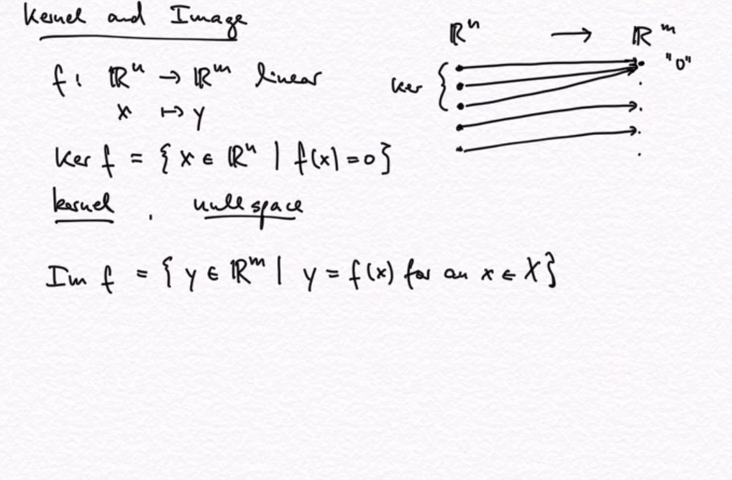 Kernel and Image
ℝⁿ → ℝᵐ
f: ℝⁿ → ℝᵐ linear
ker
"0"
x ↦ y
Ker f = { x ∈ ℝⁿ | f(x) = 0 }
kernel , null space
Im f = { y ∈ ℝᵐ | y = f(x) for an x ∈ X }